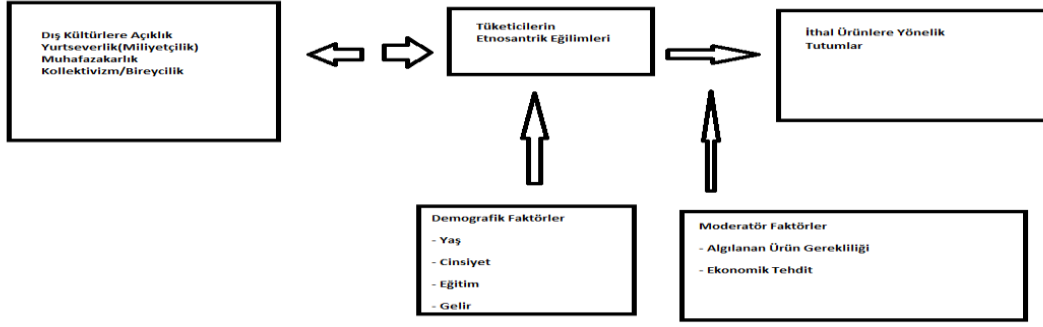 Dış Kültürlere Açıklık
Yurtseverlik(Miliyetçilik)
Muhafazakarlık
Kollektivizm/Bireycilik
Tüketicilerin
Etnosantrik Eğilimleri
İthal Ürünlere Yönelik
Tutumlar
Demografik Faktörler
- Yaş
- Cinsiyet
- Eğitim
- Gelir
Moderatör Faktörler
- Algılanan Ürün Gerekliliği
- Ekonomik Tehdit